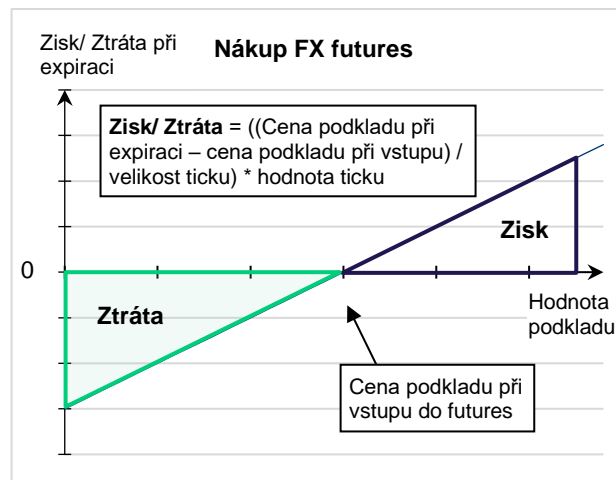 Zisk/ Ztráta při
expiraci
Nákup FX futures
Zisk/ Ztráta = ((Cena podkladu při
expiraci – cena podkladu při vstupu) /
velikost ticku) * hodnota ticku
Zisk
0
Ztráta
Hodnota
podkladu
Cena podkladu při
vstupu do futures